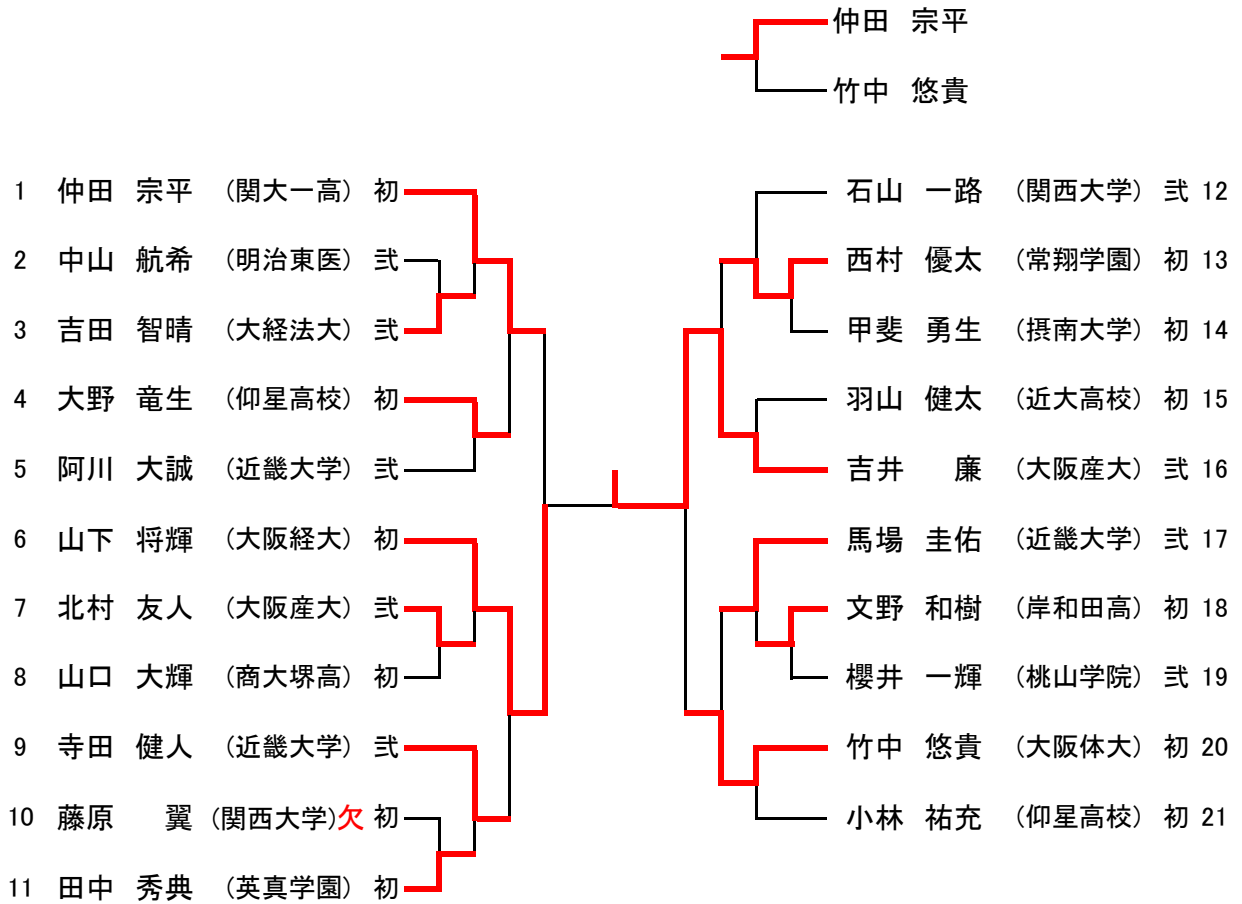 仲田 宗平
竹中 悠貴
1 仲田 宗平 (関大一高) 初
石山 一路 (関西大学) 弐 12
2 中山 航希 (明治東医) 弐
西村 優太 (常翔学園) 初 13
3 吉田 智晴 (大経法大) 弐
甲斐 勇生 (摂南大学) 初 14
4 大野 竜生 (仰星高校) 初
羽山 健太 (近大高校) 初 15
5 阿川 大誠 (近畿大学) 弐
吉井 廉 (大阪産大) 弐 16
6 山下 将輝 (大阪経大) 初
馬場 圭佑 (近畿大学) 弐 17
7 北村 友人 (大阪産大) 弐
文野 和樹 (岸和田高) 初 18
8 山口 大輝 (商大堺高) 初
櫻井 一輝 (桃山学院) 弐 19
9 寺田 健人 (近畿大学) 弐
竹中 悠貴 (大阪体大) 初 20
10 藤原 翼 (関西大学)欠 初
小林 祐充 (仰星高校) 初 21
11 田中 秀典 (英真学園) 初